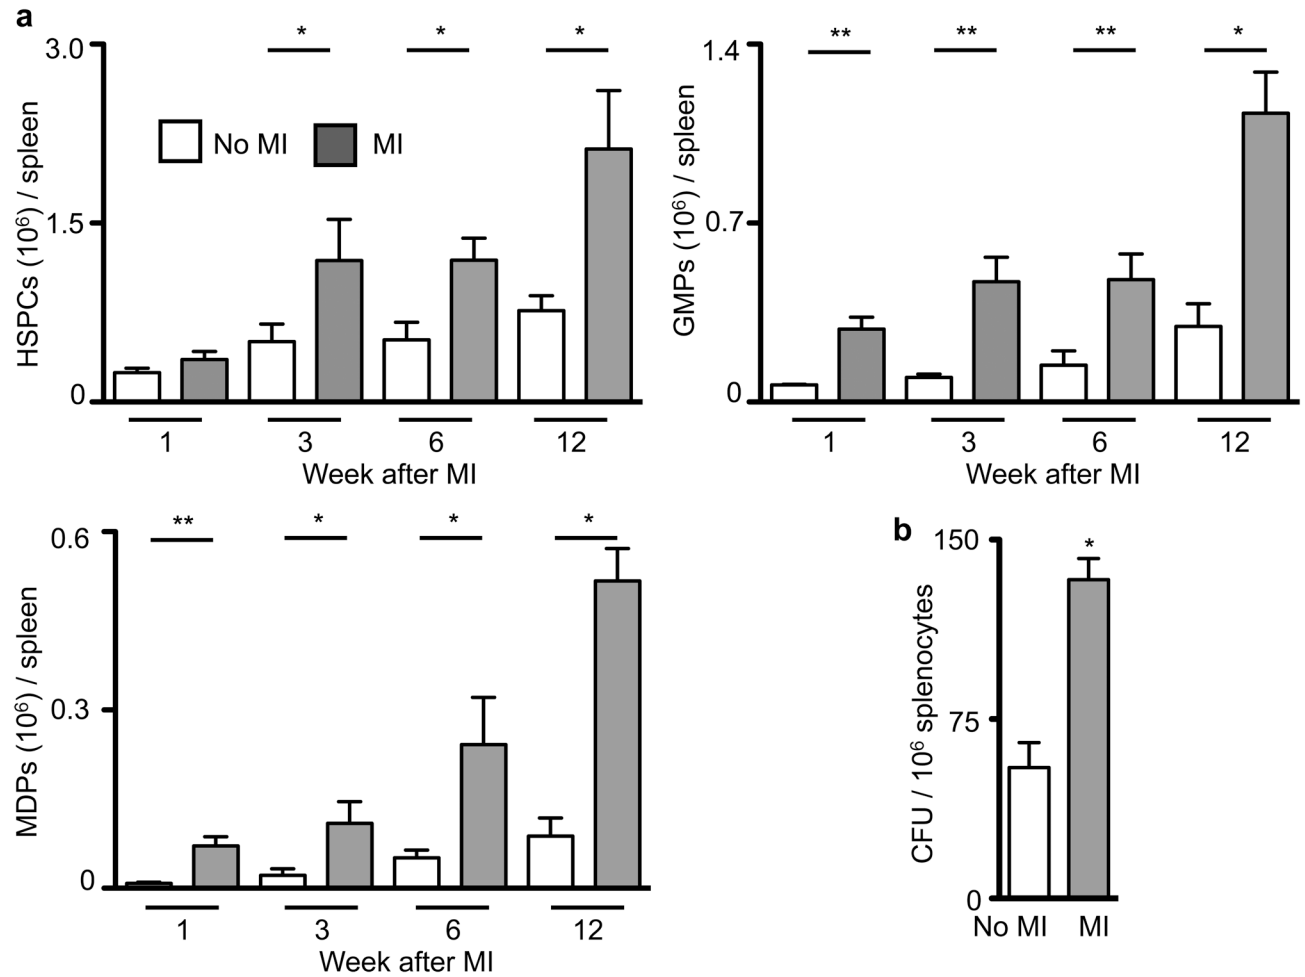 a
* * *
3.0
1.5
0
HSPCs (10⁶) / spleen
No MI MI
1 3 6 12
Week after MI
** ** ** *
1.4
0.7
0
GMPs (10⁶) / spleen
1 3 6 12
Week after MI
** * * *
0.6
0.3
0
MDPs (10⁶) / spleen
1 3 6 12
Week after MI
b
*
150
75
0
CFU / 10⁶ splenocytes
No MI MI